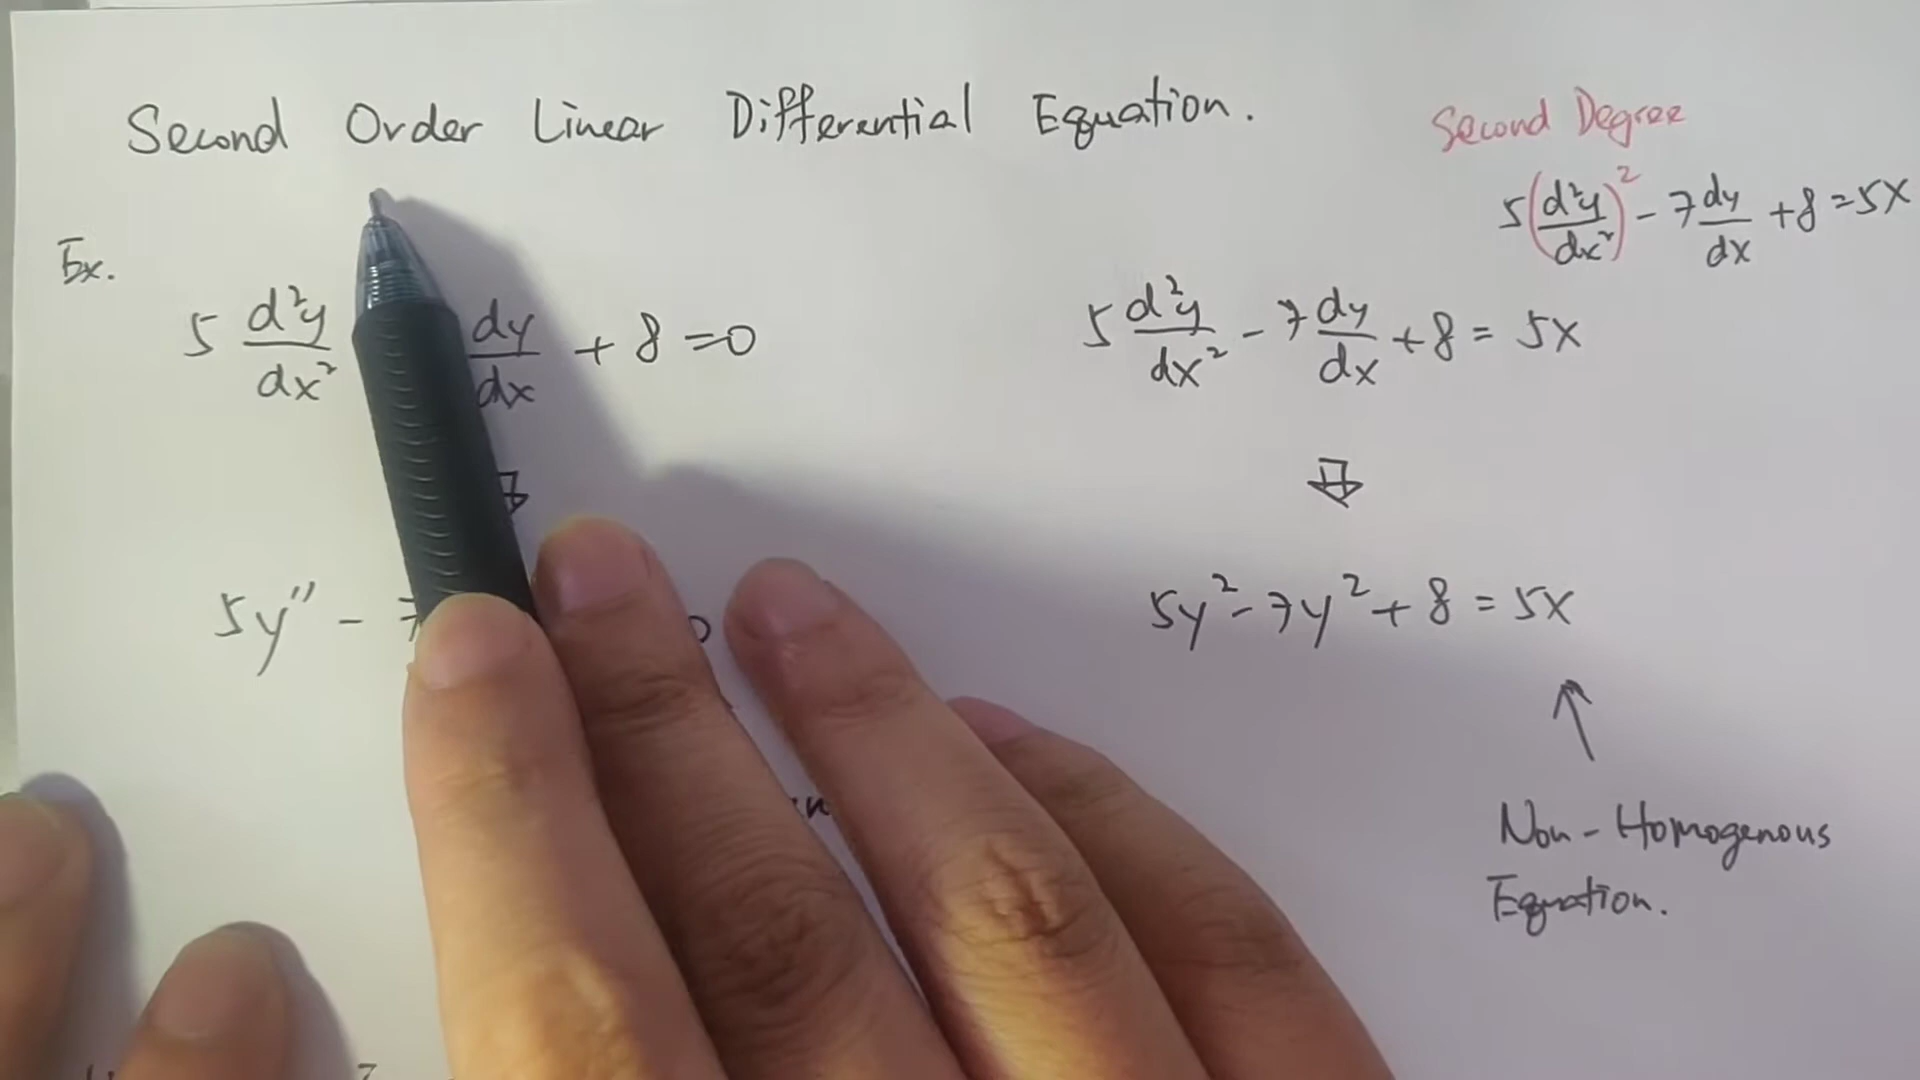 Second Order Linear Differential Equation.
Second Degree
5(d²y/dx²)² - 7 dy/dx + 8 = 5x
Ex.
5 d²y/dx² dy/dx + 8 = 0
5 d²y/dx² - 7 dy/dx + 8 = 5x
5y" - 7
5y² - 7y² + 8 = 5x
Non-Homogenous
Equation.